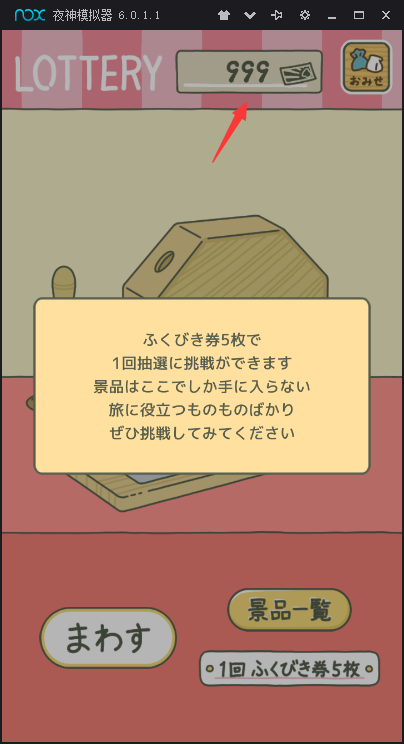 nox 夜神模拟器 6.0.1.1
LOTTERY
999
おみせ
ふくびき券5枚で
1回抽選に挑戦ができます
景品はここでしか手に入らない
旅に役立つものものばかり
ぜひ挑戦してみてください
景品一覧
まわす
1回 ふくびき券5枚